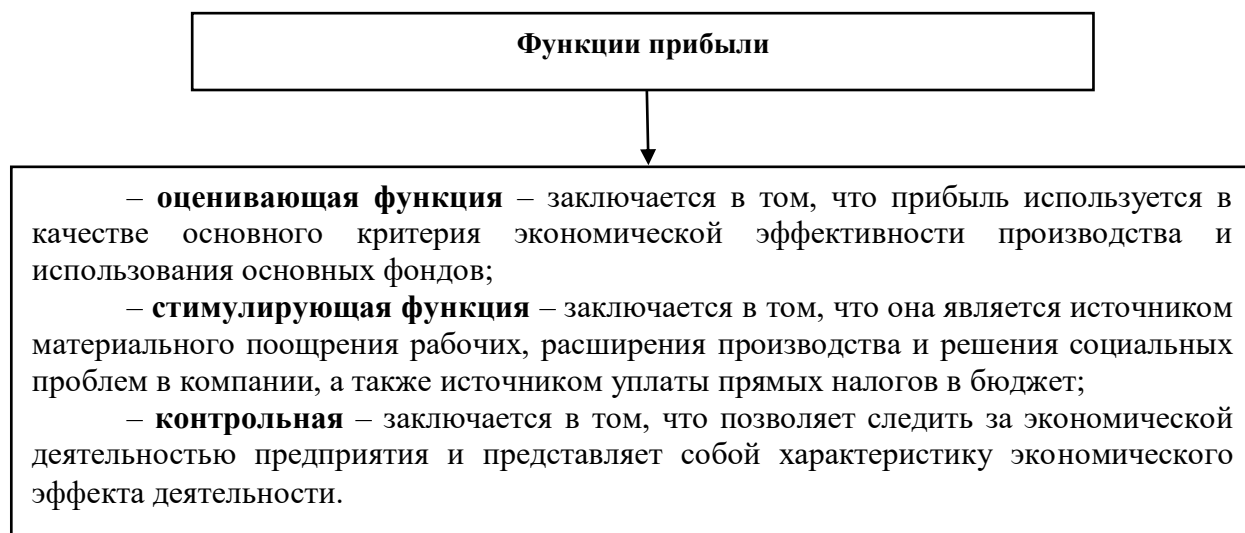 Функции прибыли
– оценивающая функция – заключается в том, что прибыль используется в
качестве основного критерия экономической эффективности производства и
использования основных фондов;
– стимулирующая функция – заключается в том, что она является источником
материального поощрения рабочих, расширения производства и решения социальных
проблем в компании, а также источником уплаты прямых налогов в бюджет;
– контрольная – заключается в том, что позволяет следить за экономической
деятельностью предприятия и представляет собой характеристику экономического
эффекта деятельности.